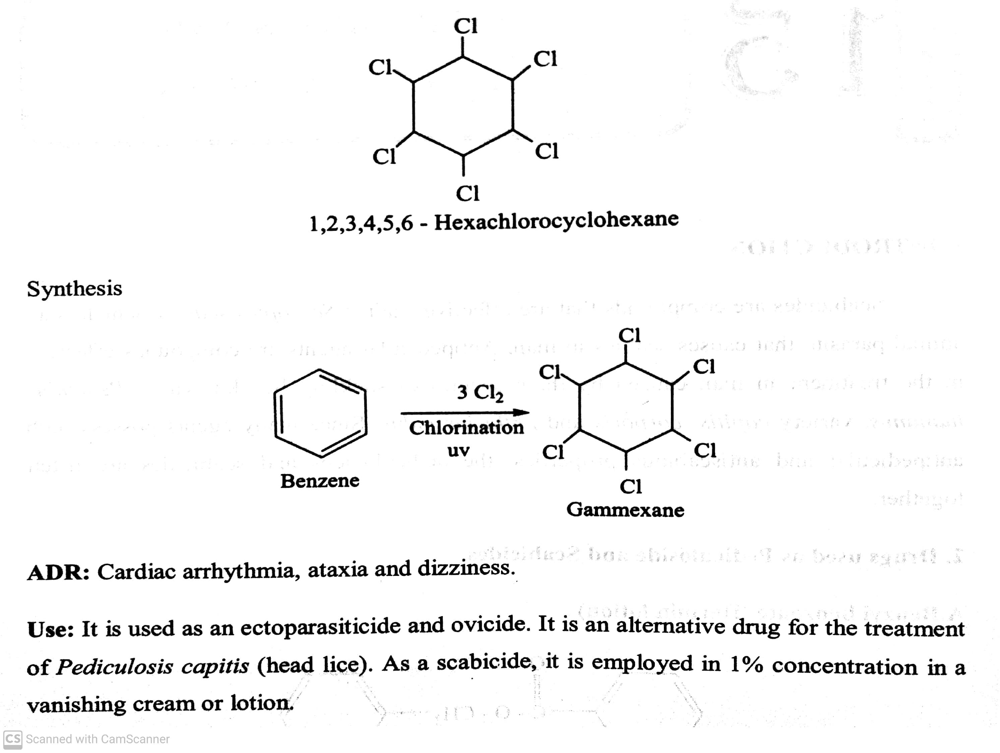 Cl
Cl
Cl
Cl
Cl
Cl
1,2,3,4,5,6 - Hexachlorocyclohexane
Synthesis
Cl
Cl
Cl
3 Cl₂
Chlorination
uv
Cl
Cl
Benzene
Cl
Gammexane
ADR: Cardiac arrhythmia, ataxia and dizziness.
Use: It is used as an ectoparasiticide and ovicide. It is an alternative drug for the treatment
of Pediculosis capitis (head lice). As a scabicide, it is employed in 1% concentration in a
vanishing cream or lotion.
CS Scanned with CamScanner